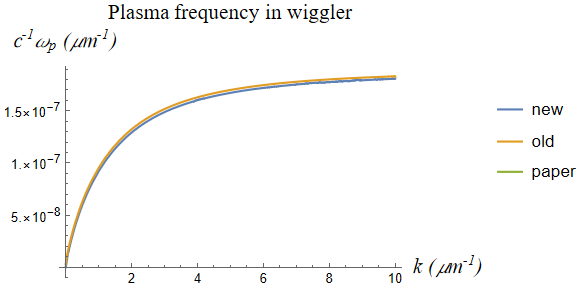 Plasma frequency in wiggler
c⁻¹ωₚ (μm⁻¹)
1.5×10⁻⁷
1.×10⁻⁷
5.×10⁻⁸
2 4 6 8 10
k (μm⁻¹)
new
old
paper